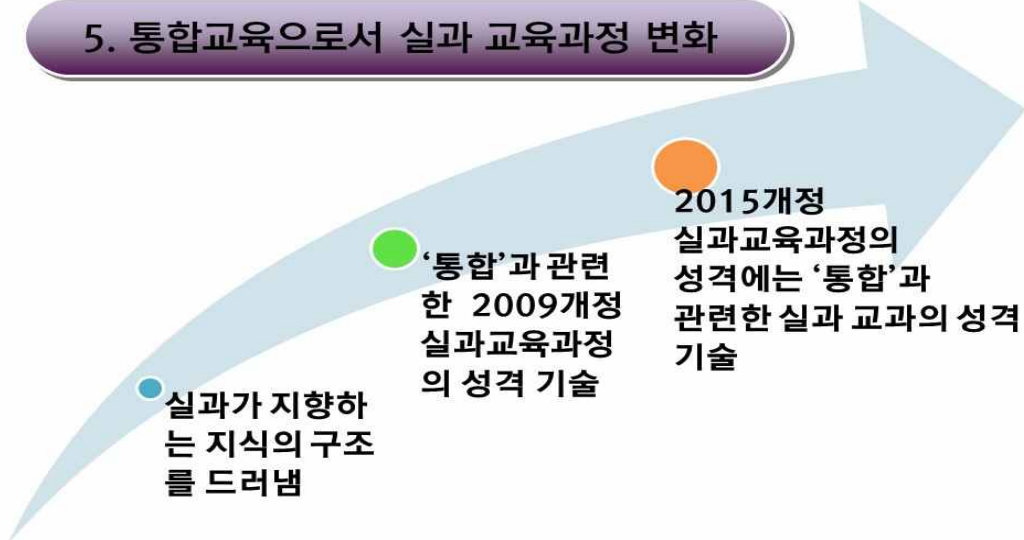 5. 통합교육으로서 실과 교육과정 변화
실과가 지향하
는 지식의 구조
를 드러냄
‘통합’과 관련
한 2009개정
실과교육과정
의 성격 기술
2015개정
실과교육과정의
성격에는 ‘통합’과
관련한 실과 교과의 성격
기술